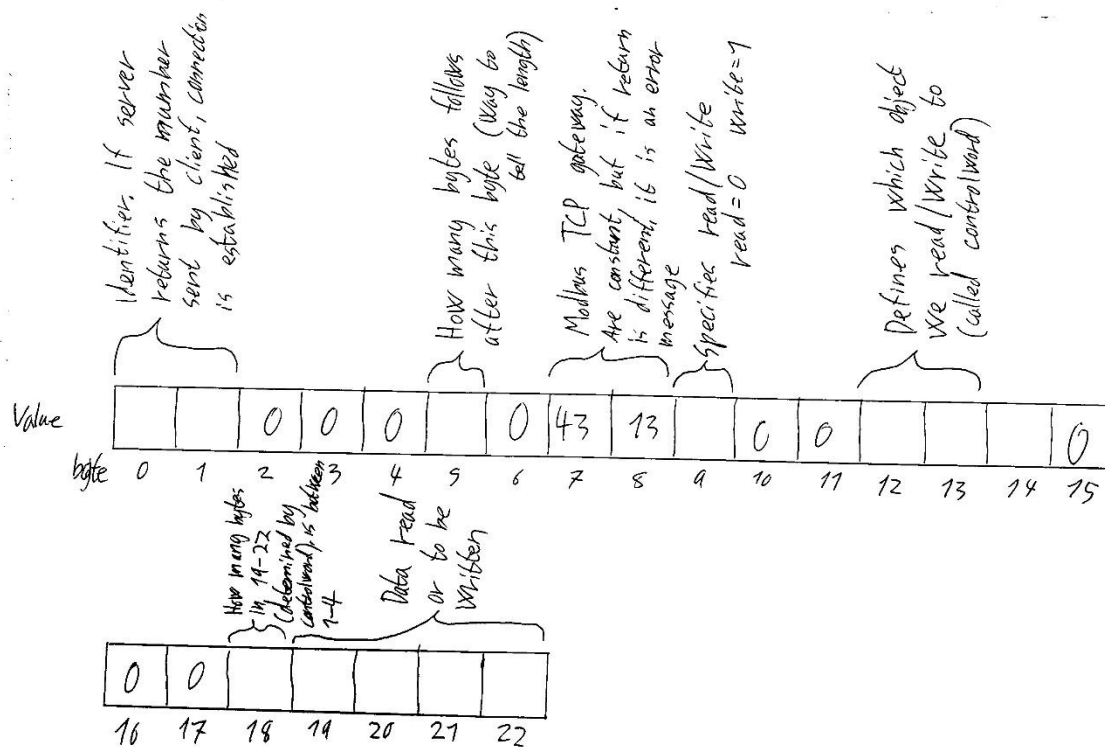 Identifier. If server
returns the number
sent by client, connection
is established
How many bytes follows
after this byte (way to
tell the length)
Modbus TCP gateway.
Are constant, but if return
is different, it is an error
message
Specifies read/write
read=0 write=1
Defines which object
we read/write to
(called controlword)
Value
0 0 0 0 43 13 0 0 0
byte 0 1 2 3 4 5 6 7 8 9 10 11 12 13 14 15
How many bytes
in 19-22
(determined by
controlword), is between
1-4
Data read
or to be
written
0 0
16 17 18 19 20 21 22